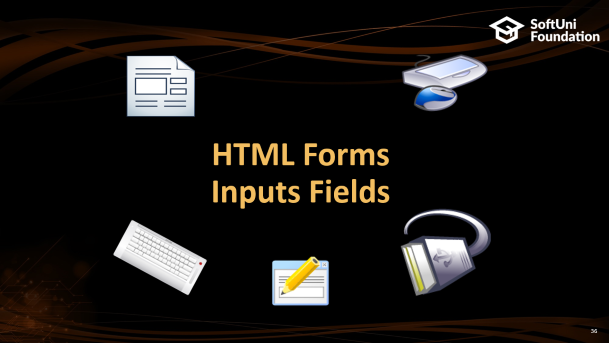 SoftUni
Foundation
HTML Forms
Inputs Fields
36